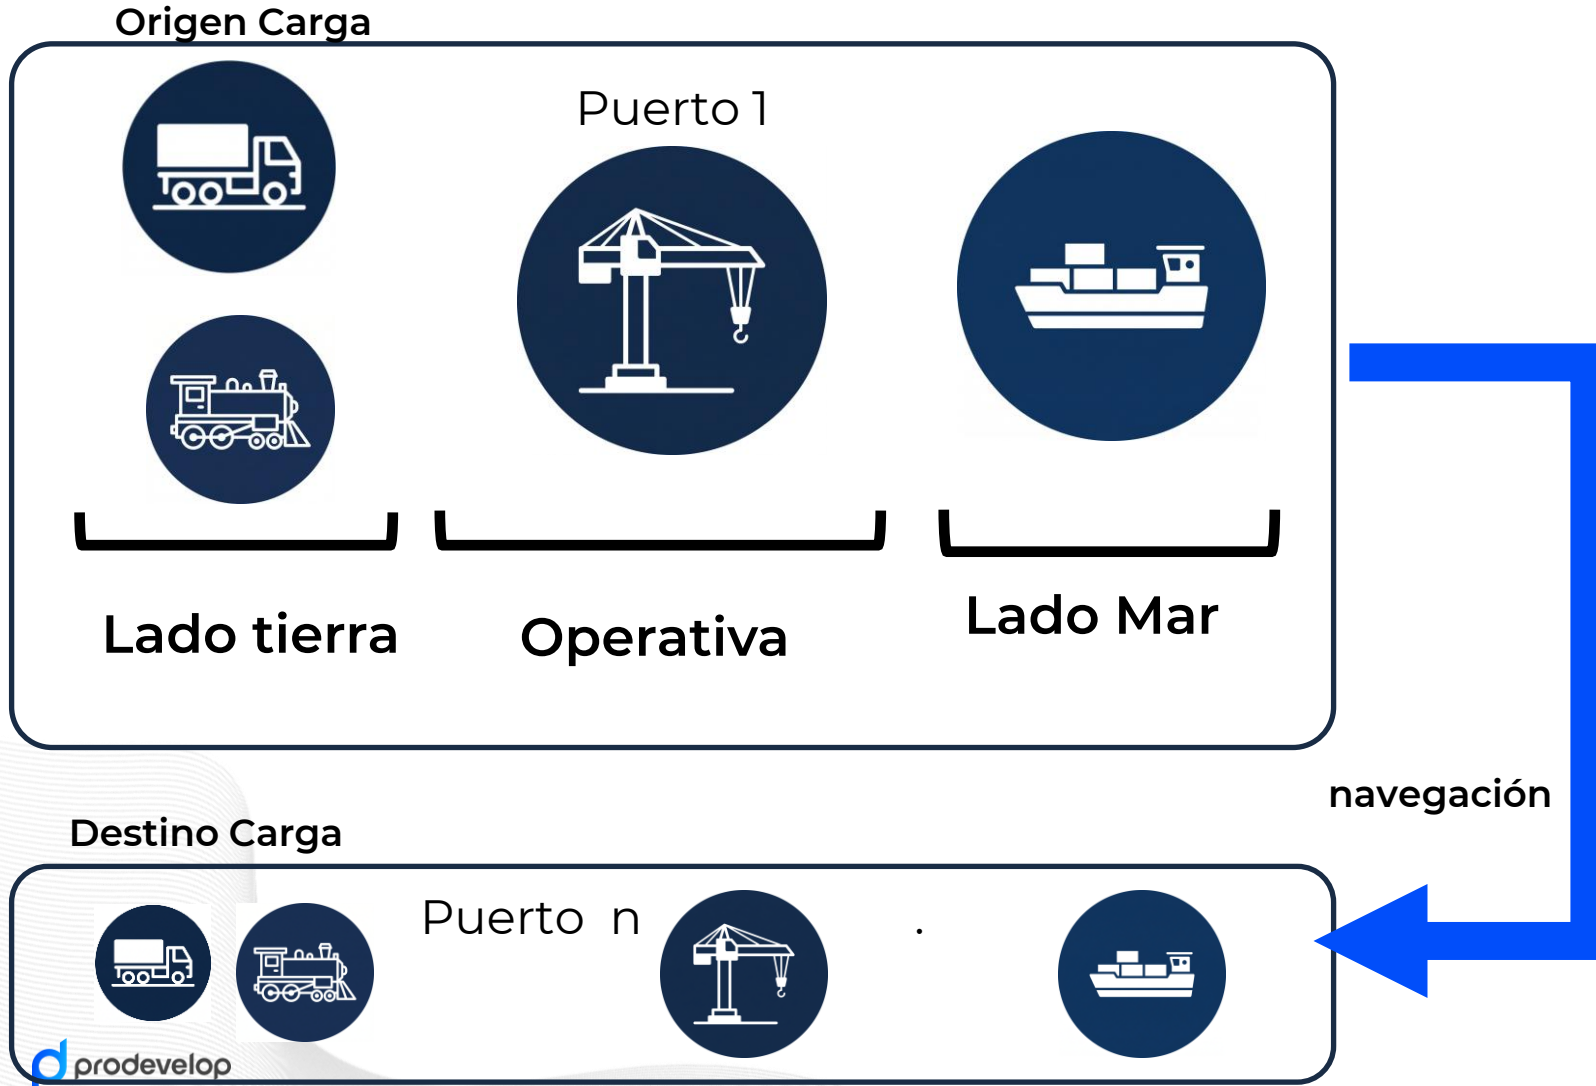 Origen Carga
Puerto 1
Lado tierra
Operativa
Lado Mar
navegación
Destino Carga
Puerto n .
prodevelop